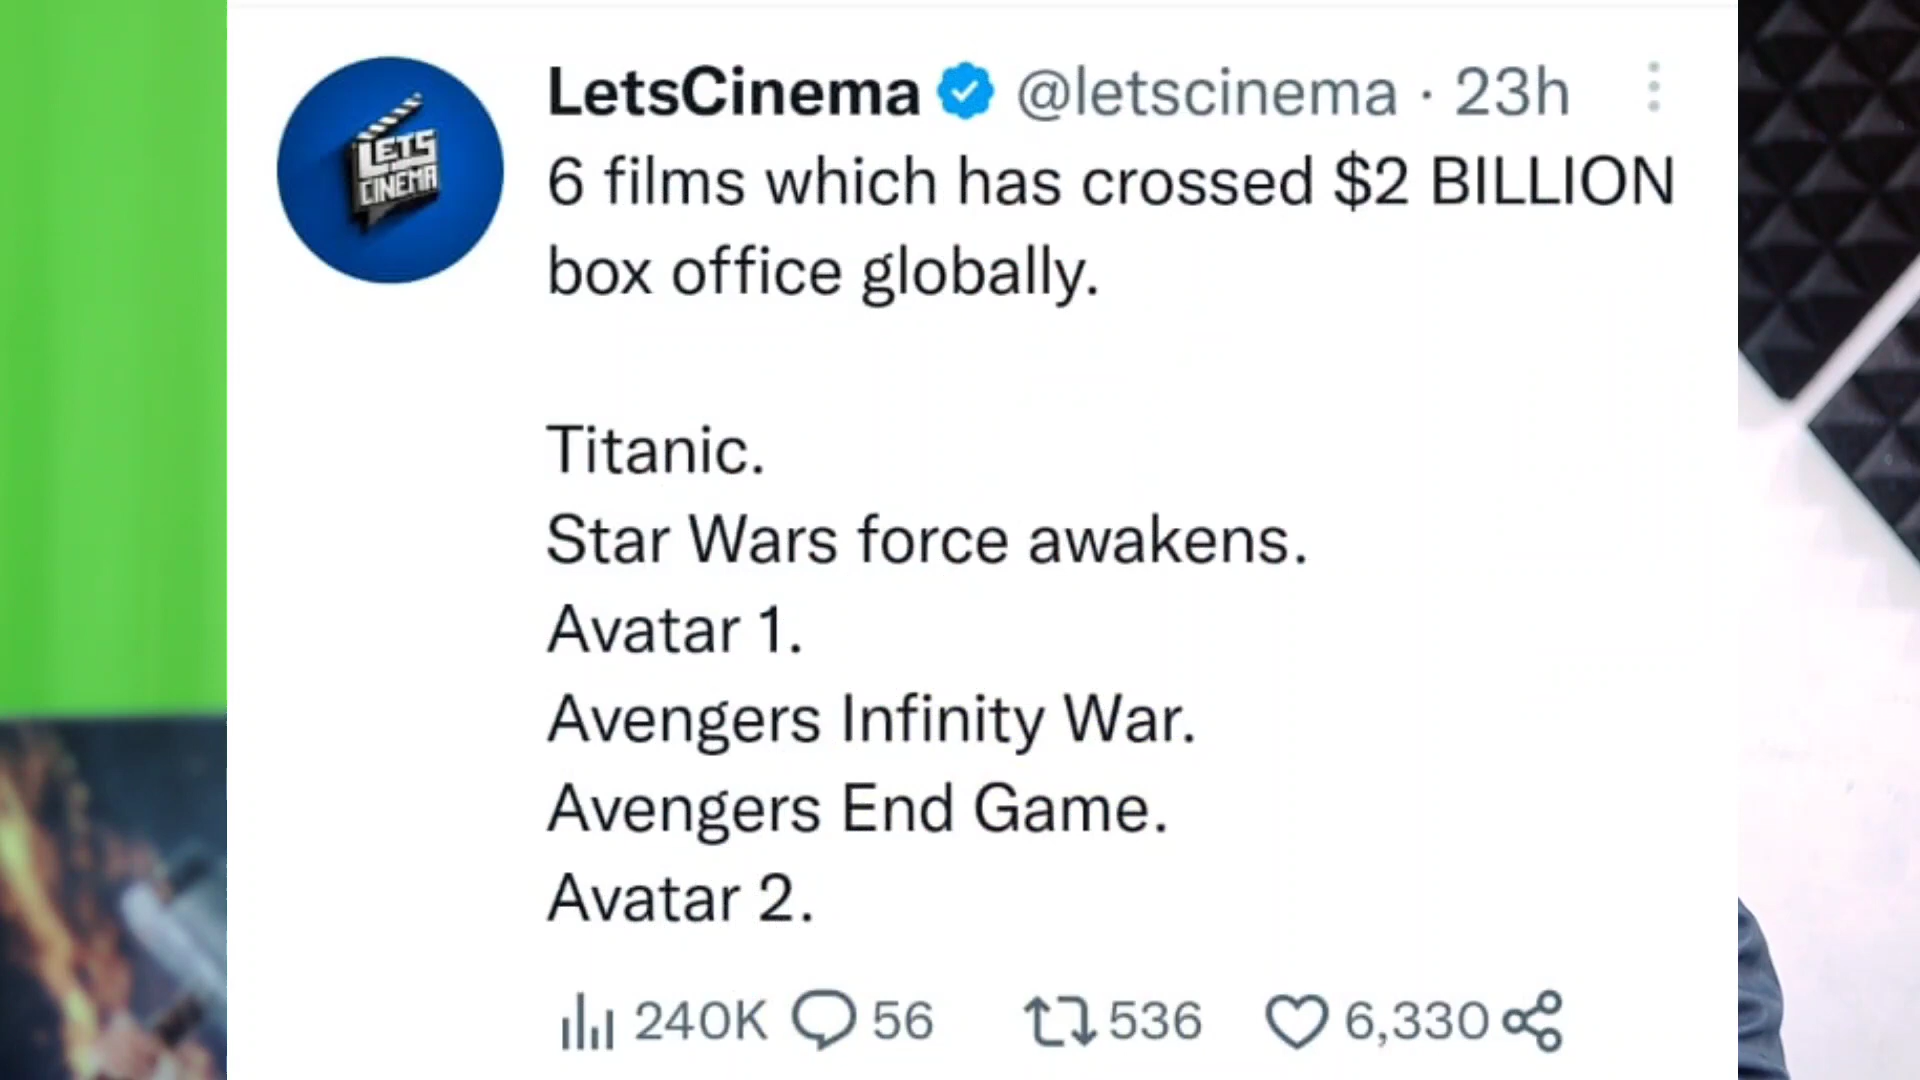 LetsCinema @letscinema · 23h
6 films which has crossed $2 BILLION
box office globally.
LETS
CINEMA
Titanic.
Star Wars force awakens.
Avatar 1.
Avengers Infinity War.
Avengers End Game.
Avatar 2.
240K 56 536 6,330